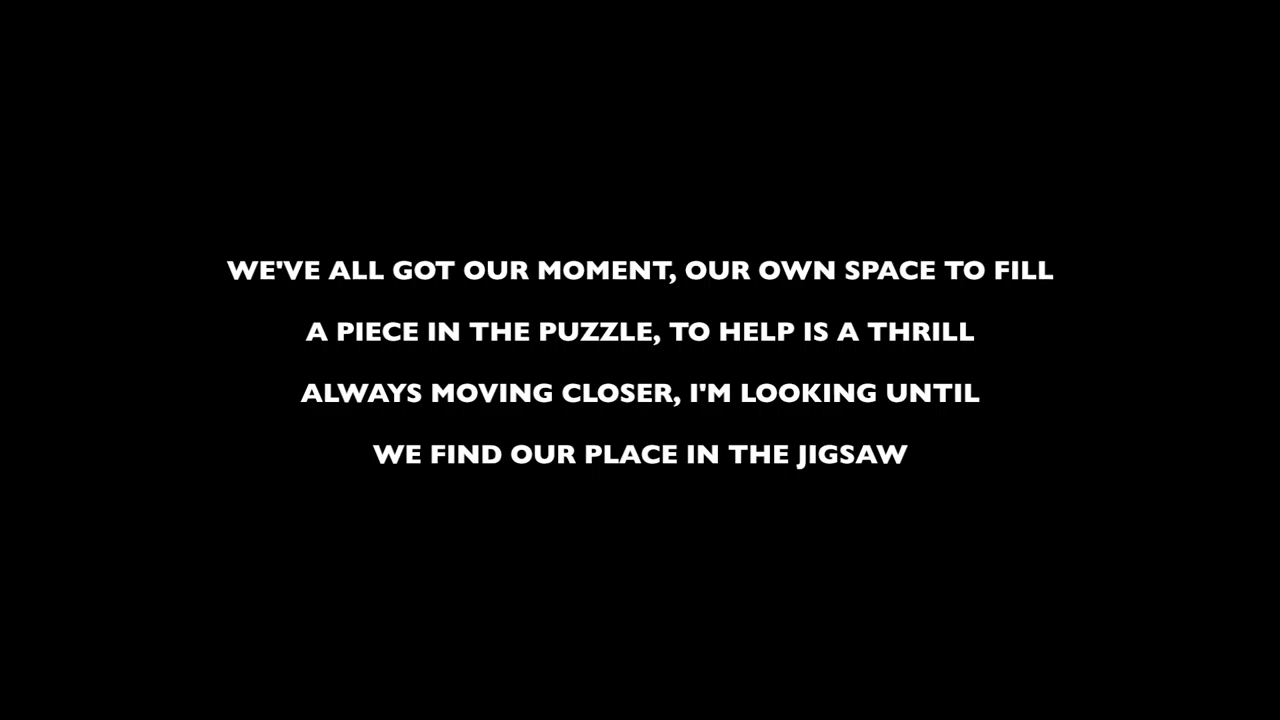 WE'VE ALL GOT OUR MOMENT, OUR OWN SPACE TO FILL
A PIECE IN THE PUZZLE, TO HELP IS A THRILL
ALWAYS MOVING CLOSER, I'M LOOKING UNTIL
WE FIND OUR PLACE IN THE JIGSAW